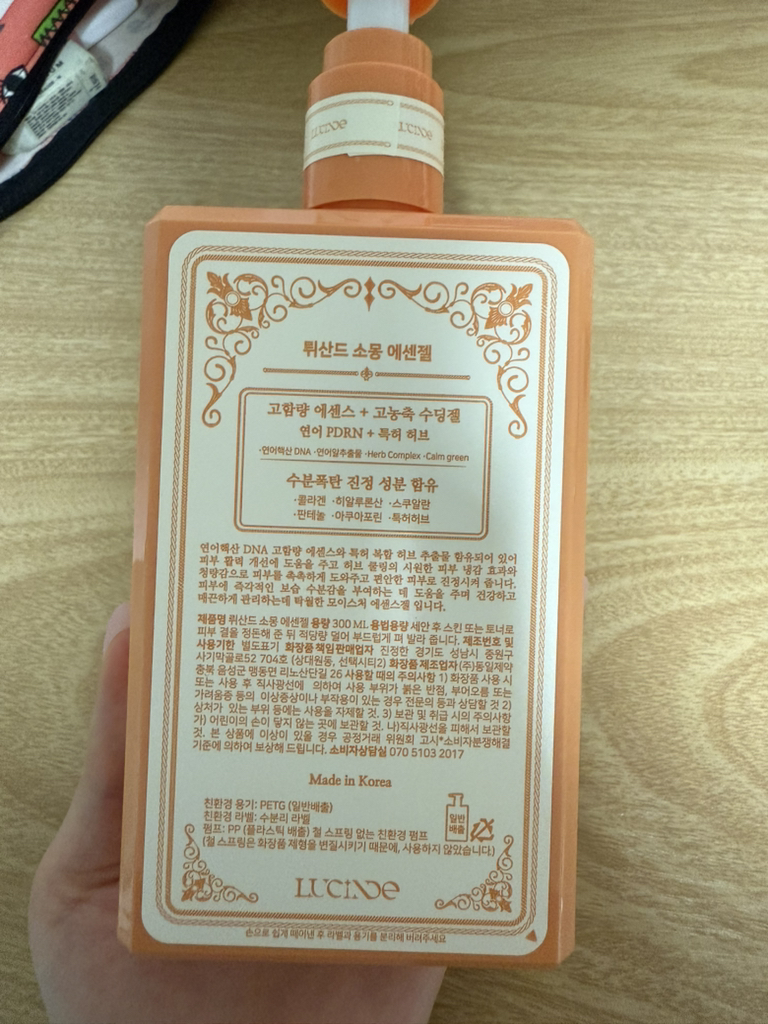 LUCINDE
LUCINDE
튀산드 소몽 에센젤
고함량 에센스 + 고농축 수딩겔
연어 PDRN + 특허 허브
·연어핵산 DNA ·연어알추출물 ·Herb Complex ·Calm green
수분폭탄 진정 성분 함유
·콜라겐 ·히알루론산 ·스쿠알란
·판테놀 ·아쿠아포린 ·특허허브
연어핵산 DNA 고함량 에센스와 특허 복합 허브 추출물 함유되어 있어
피부 활력 개선에 도움을 주고 허브 쿨링의 시원한 피부 냉감 효과와
청량감으로 피부를 촉촉하게 도와주고 편안한 피부로 진정시켜 줍니다.
피부에 즉각적인 보습 수분감을 부여하는 데 도움을 주며 건강하고
매끈하게 관리하는데 탁월한 모이스처 에센스겔 입니다.
제품명 튀산드 소몽 에센젤 용량 300 ML 용법용량 세안 후 스킨 또는 토너로
피부 결을 정돈해 준 뒤 적당량 덜어 부드럽게 펴 발라 줍니다. 제조번호 및
사용기한 별도표기 화장품책임판매업자 진정한 경기도 성남시 중원구
사기막골로52 704호 (상대원동, 선택시티2) 화장품제조업자 (주)동일제약
충북 음성군 맹동면 리노산단길 26 사용할 때의 주의사항 1) 화장품 사용 시
또는 사용 후 직사광선에 의하여 사용 부위가 붉은 반점, 부어오름 또는
가려움증 등의 이상증상이나 부작용이 있는 경우 전문의 등과 상담할 것 2)
상처가 있는 부위 등에는 사용을 자제할 것. 3) 보관 및 취급 시의 주의사항
가) 어린이의 손이 닿지 않는 곳에 보관할 것. 나)직사광선을 피해서 보관할
것. 본 상품에 이상이 있을 경우 공정거래 위원회 고시*소비자분쟁해결
기준에 의하여 보상해 드립니다. 소비자상담실 070 5103 2017
Made in Korea
친환경 용기: PETG (일반배출)
친환경 라벨: 수분리 라벨
펌프: PP (플라스틱 배출) 철 스프링 없는 친환경 펌프
(철 스프링은 화장품 제형을 변질시키기 때문에, 사용하지 않았습니다.)
일반
배출
LUCINDE
손으로 쉽게 떼어낸 후 라벨과 용기를 분리해 버려주세요